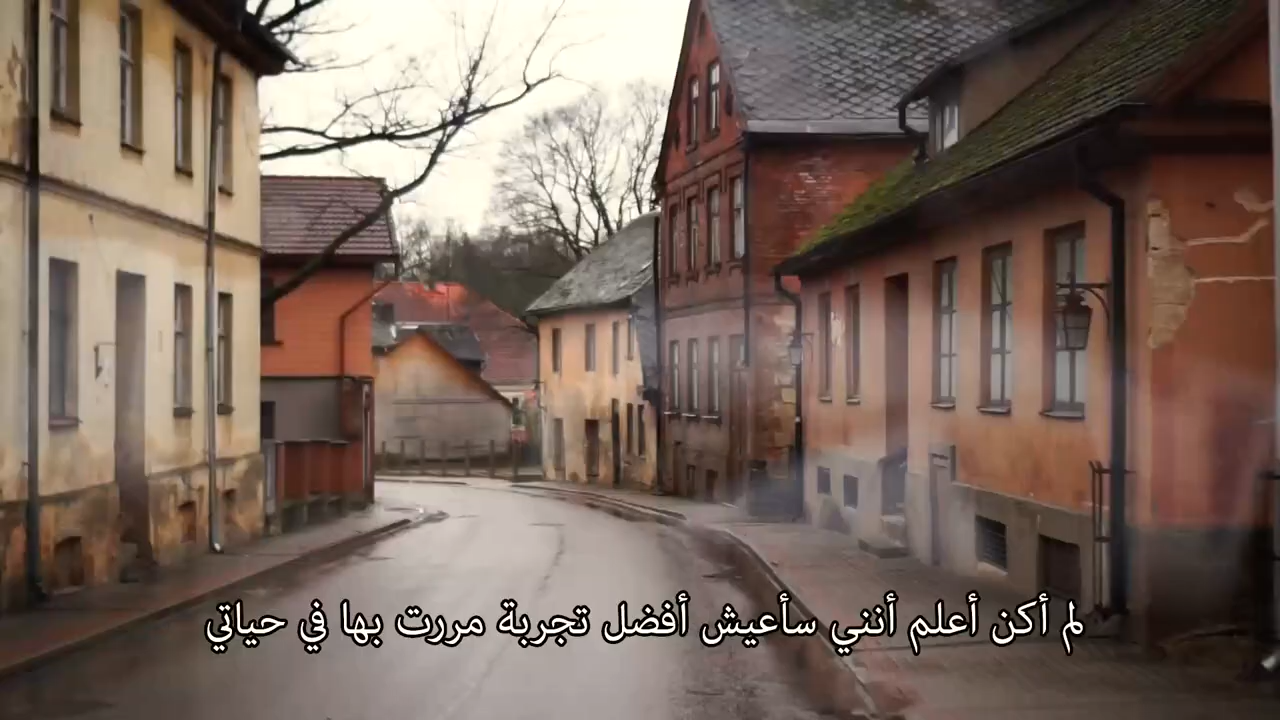 لم أكن أعلم أنني سأعيش أفضل تجربة مررت بها في حياتي